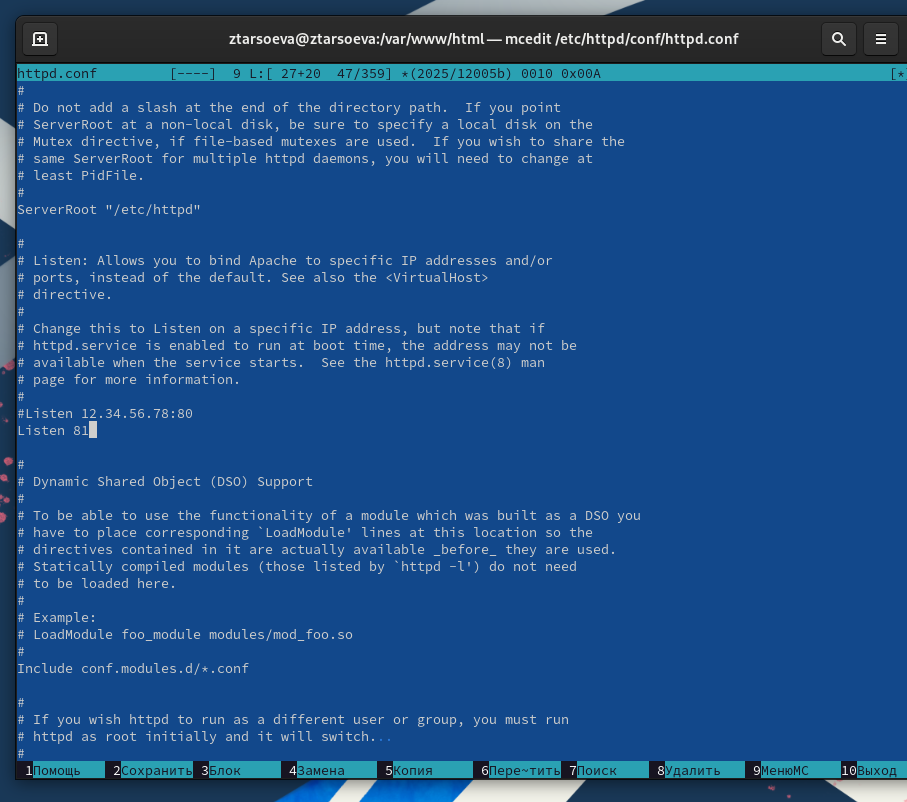 ztarsoeva@ztarsoeva:/var/www/html — mcedit /etc/httpd/conf/httpd.conf
httpd.conf         [----]  9 L:[ 27+20  47/359] *(2025/12005b) 0010 0x00A                                    [*
#
# Do not add a slash at the end of the directory path.  If you point
# ServerRoot at a non-local disk, be sure to specify a local disk on the
# Mutex directive, if file-based mutexes are used.  If you wish to share the
# same ServerRoot for multiple httpd daemons, you will need to change at
# least PidFile.
#
ServerRoot "/etc/httpd"
#
# Listen: Allows you to bind Apache to specific IP addresses and/or
# ports, instead of the default. See also the <VirtualHost>
# directive.
#
# Change this to Listen on a specific IP address, but note that if
# httpd.service is enabled to run at boot time, the address may not be
# available when the service starts.  See the httpd.service(8) man
# page for more information.
#
#Listen 12.34.56.78:80
Listen 81
#
# Dynamic Shared Object (DSO) Support
#
# To be able to use the functionality of a module which was built as a DSO you
# have to place corresponding `LoadModule' lines at this location so the
# directives contained in it are actually available _before_ they are used.
# Statically compiled modules (those listed by `httpd -l') do not need
# to be loaded here.
#
# Example:
# LoadModule foo_module modules/mod_foo.so
#
Include conf.modules.d/*.conf
#
# If you wish httpd to run as a different user or group, you must run
# httpd as root initially and it will switch...
#
1Помощь 2Сохранить 3Блок 4Замена 5Копия 6Пере~тить 7Поиск 8Удалить 9МенюMC 10Выход